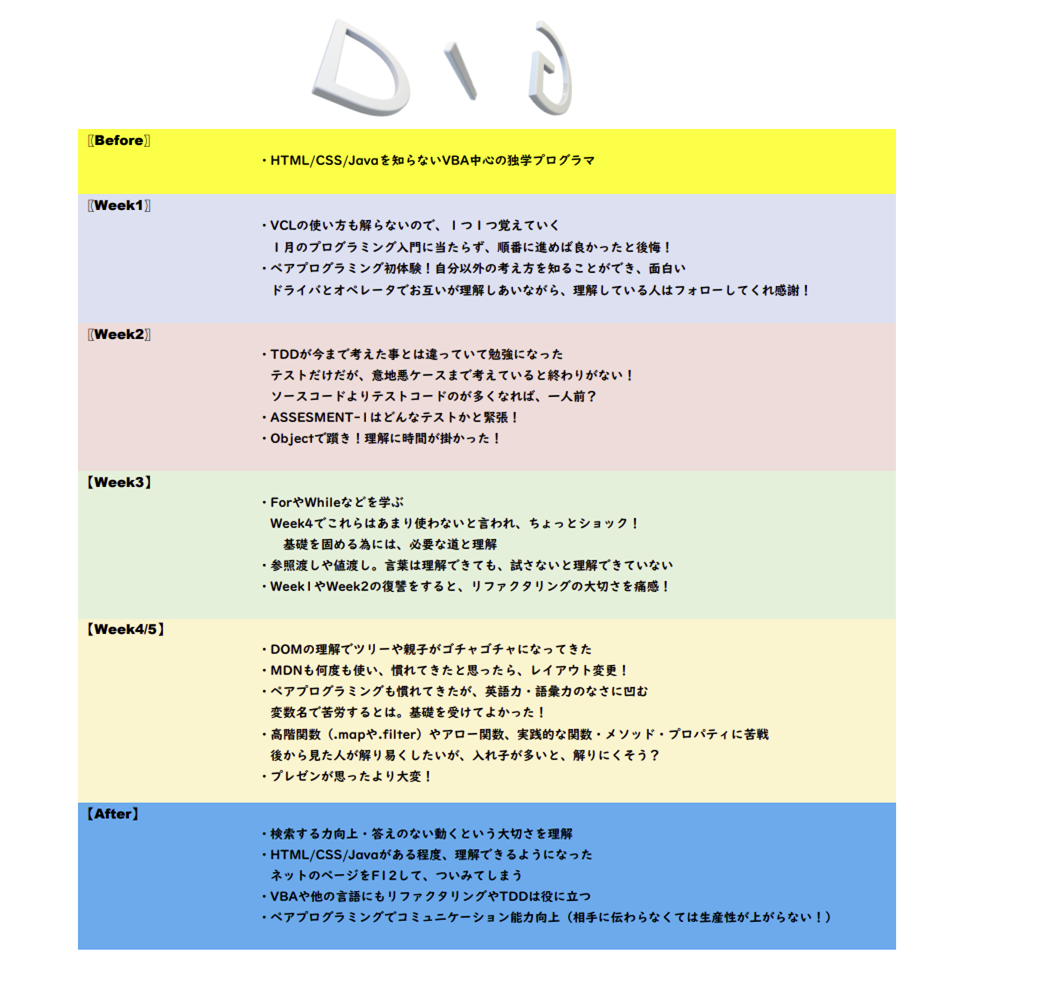 DIG
〖Before〗
・HTML/CSS/Javaを知らないVBA中心の独学プログラマ
〖Week1〗
・VCLの使い方も解らないので、1つ1つ覚えていく
1月のプログラミング入門に当たらず、順番に進めば良かったと後悔！
・ペアプログラミング初体験！自分以外の考え方を知ることができ、面白い
ドライバとオペレータでお互いが理解しあいながら、理解している人はフォローしてくれ感謝！
〖Week2〗
・TDDが今まで考えた事とは違っていて勉強になった
テストだけだが、意地悪ケースまで考えていると終わりがない！
ソースコードよりテストコードのが多くなれば、一人前？
・ASSESMENT-1はどんなテストかと緊張！
・Objectで躓き！理解に時間が掛かった！
【Week3】
・ForやWhileなどを学ぶ
Week4でこれらはあまり使わないと言われ、ちょっとショック！
基礎を固める為には、必要な道と理解
・参照渡しや値渡し。言葉は理解できても、試さないと理解できていない
・Week1やWeek2の復讐をすると、リファクタリングの大切さを痛感！
【Week4/5】
・DOMの理解でツリーや親子がゴチャゴチャになってきた
・MDNも何度も使い、慣れてきたと思ったら、レイアウト変更！
・ペアプログラミングも慣れてきたが、英語力・語彙力のなさに凹む
変数名で苦労するとは。基礎を受けてよかった！
・高階関数（.mapや.filter）やアロー関数、実践的な関数・メソッド・プロパティに苦戦
後から見た人が解り易くしたいが、入れ子が多いと、解りにくそう？
・プレゼンが思ったより大変！
【After】
・検索する力向上・答えのない動くという大切さを理解
・HTML/CSS/Javaがある程度、理解できるようになった
ネットのページをF12して、ついみてしまう
・VBAや他の言語にもリファクタリングやTDDは役に立つ
・ペアプログラミングでコミュニケーション能力向上（相手に伝わらなくては生産性が上がらない！）